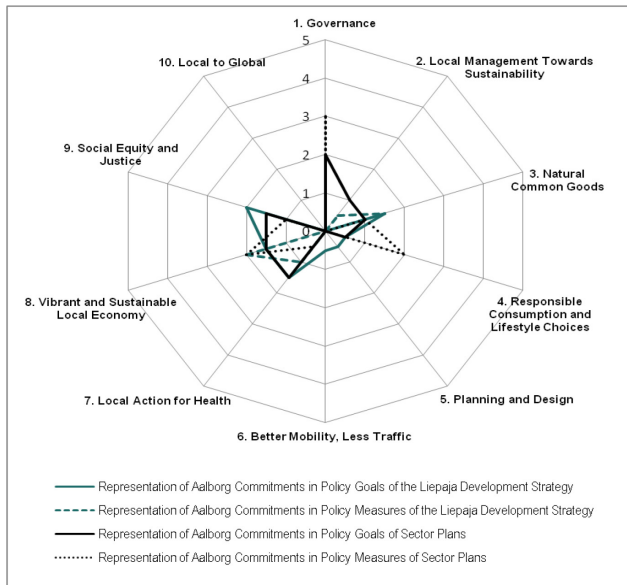 1. Governance
5
10. Local to Global
2. Local Management Towards
Sustainability
4
3
9. Social Equity and
Justice
3. Natural
Common Goods
2
1
0
8. Vibrant and Sustainable
Local Economy
4. Responsible
Consumption and
Lifestyle Choices
7. Local Action for Health
5. Planning and Design
6. Better Mobility, Less Traffic
Representation of Aalborg Commitments in Policy Goals of the Liepaja Development Strategy
Representation of Aalborg Commitments in Policy Measures of the Liepaja Development Strategy
Representation of Aalborg Commitments in Policy Goals of Sector Plans
Representation of Aalborg Commitments in Policy Measures of Sector Plans